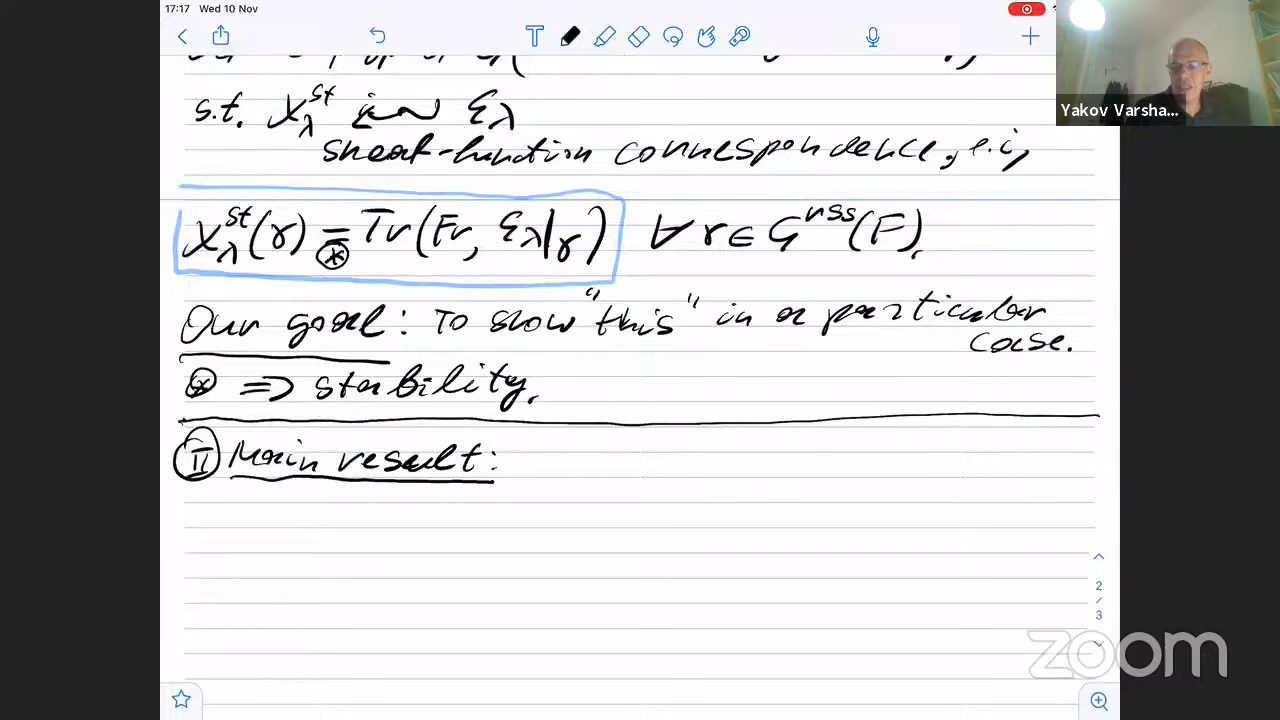 17:17 Wed 10 Nov
Yakov Varsha...
s.t. χ_λ^st ⟷ ε_λ
sheaf-function correspondence, i.e.,
χ_λ^st(γ) = Tr(Fr, ε_λ|_γ) ∀ γ ∈ G^rss(F).
Our goal: To show "this" in a particular
case.
⊛ ⟹ stability.
II Main result:
2
/
3
zoom